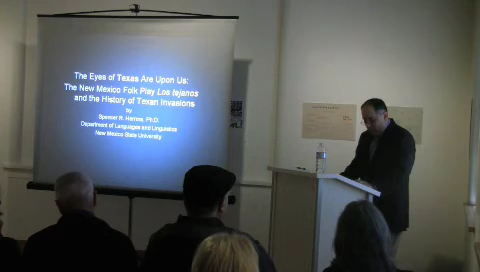 The Eyes of Texas Are Upon Us:
The New Mexico Folk Play Los tejanos
and the History of Texan Invasions
by
Spencer R. Herrera, Ph.D.
Department of Languages and Linguistics
New Mexico State University